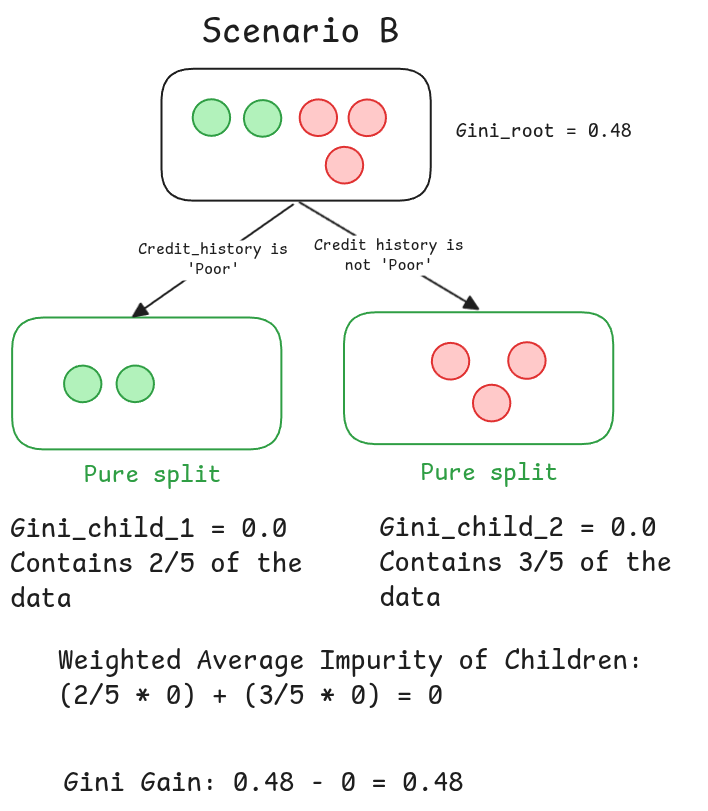 Scenario B
Gini_root = 0.48
Credit_history is
'Poor'
Credit history is
not 'Poor'
Pure split
Pure split
Gini_child_1 = 0.0
Contains 2/5 of the
data
Gini_child_2 = 0.0
Contains 3/5 of the
data
Weighted Average Impurity of Children:
(2/5 * 0) + (3/5 * 0) = 0
Gini Gain: 0.48 - 0 = 0.48